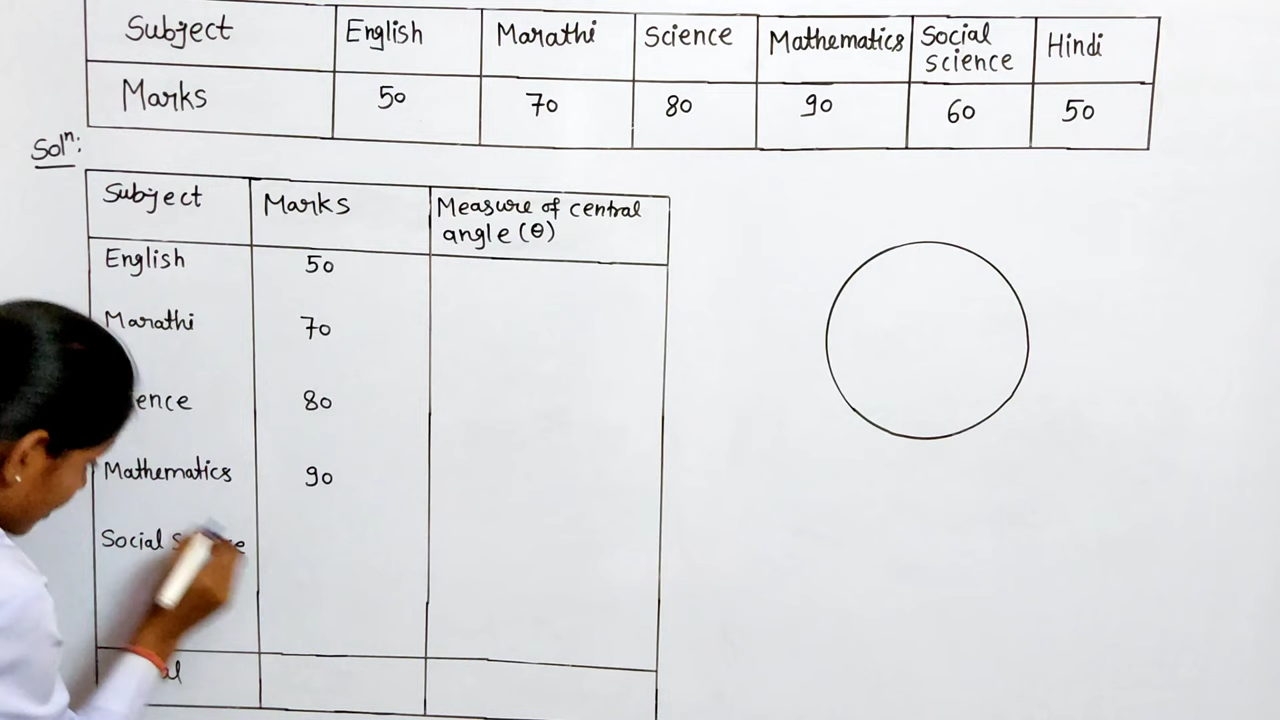 Subject English Marathi Science Mathematics Social science Hindi
Marks 50 70 80 90 60 50
Solⁿ:
Subject Marks Measure of central
angle (θ)
English 50
Marathi 70
80
Mathematics 90
Social